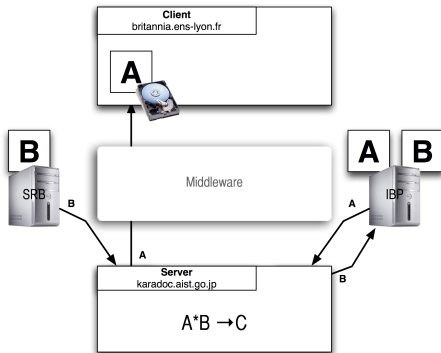 Client
britannia.ens-lyon.fr
A
B
SRB
B
Middleware
A B
IBP
A
A
B
Server
karadoc.aist.go.jp
A*B →C